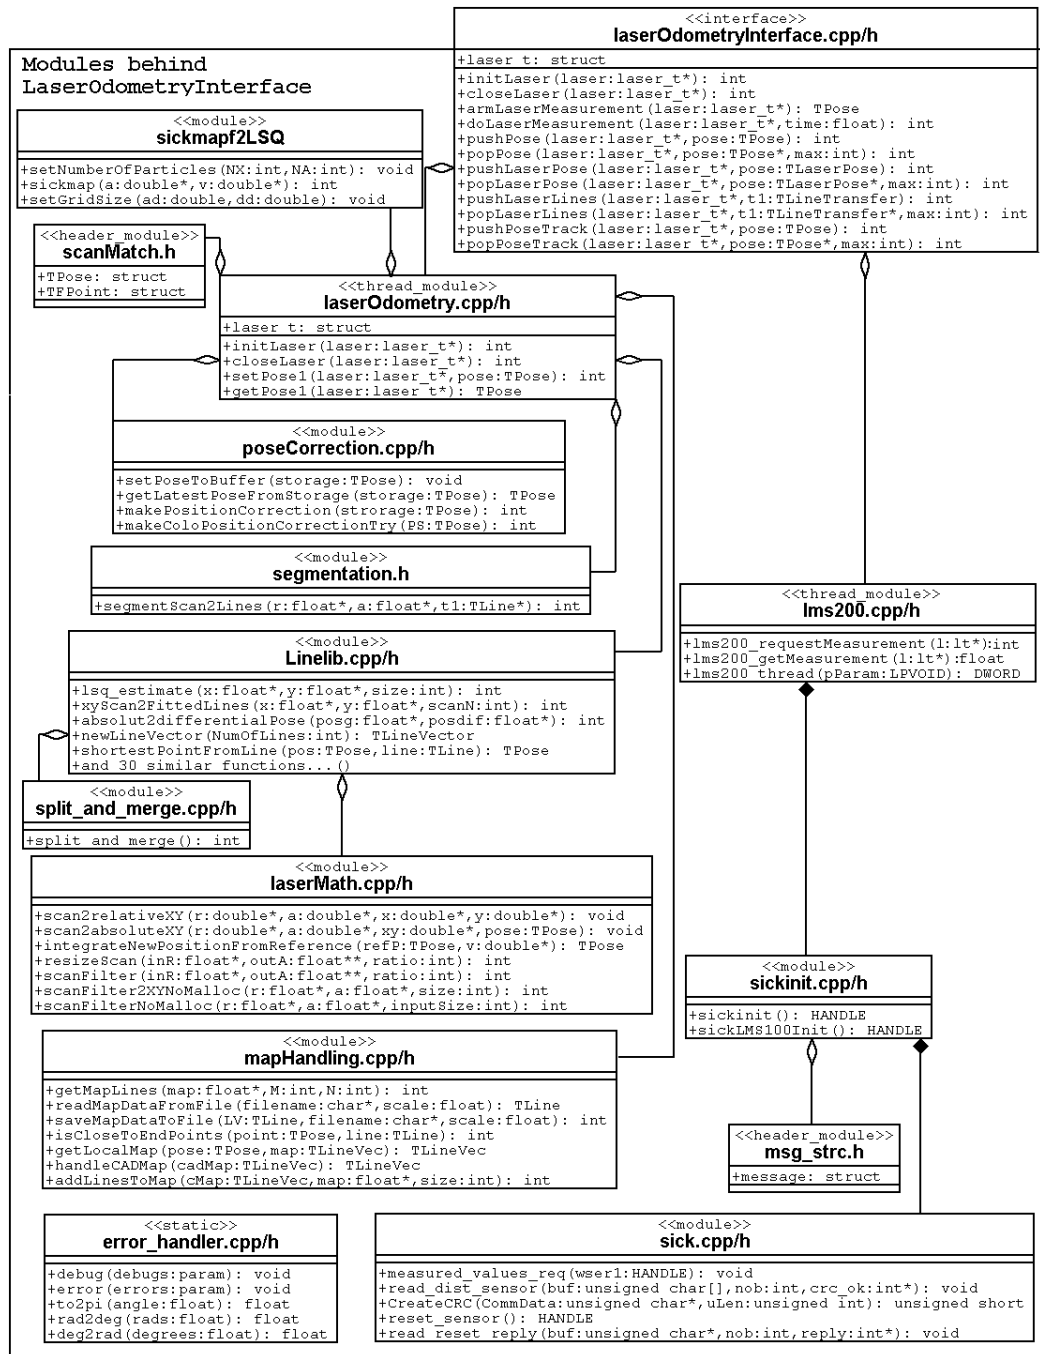 <<interface>>
laserOdometryInterface.cpp/h
+laser_t: struct
+initLaser(laser:laser_t*): int
+closeLaser(laser:laser_t*): int
+armLaserMeasurement(laser:laser_t*): TPose
+doLaserMeasurement(laser:laser_t*,time:float): int
+pushPose(laser:laser_t*,pose:TPose): int
+popPose(laser:laser_t*,pose:TPose*,max:int): int
+pushLaserPose(laser:laser_t*,pose:TLaserPose): int
+popLaserPose(laser:laser_t*,pose:TLaserPose*,max:int): int
+pushLaserLines(laser:laser_t*,t1:TLineTransfer): int
+popLaserLines(laser:laser_t*,t1:TLineTransfer*,max:int): int
+pushPoseTrack(laser:laser_t*,pose:TPose): int
+popPoseTrack(laser:laser_t*,pose:TPose*,max:int): int
Modules behind
LaserOdometryInterface
<<module>>
sickmapf2LSQ
+setNumberOfParticles(NX:int,NA:int): void
+sickmap(a:double*,v:double*): int
+setGridSize(ad:double,dd:double): void
<<header_module>>
scanMatch.h
+TPose: struct
+TFPoint: struct
<<thread_module>>
laserOdometry.cpp/h
+laser_t: struct
+initLaser(laser:laser_t*): int
+closeLaser(laser:laser_t*): int
+setPose1(laser:laser_t*,pose:TPose): int
+getPose1(laser:laser_t*): TPose
<<module>>
poseCorrection.cpp/h
+setPoseToBuffer(storage:TPose): void
+getLatestPoseFromStorage(storage:TPose): TPose
+makePositionCorrection(strorage:TPose): int
+makeColoPositionCorrectionTry(PS:TPose): int
<<module>>
segmentation.h
+segmentScan2Lines(r:float*,a:float*,t1:TLine*): int
<<thread_module>>
lms200.cpp/h
+lms200_requestMeasurement(l:lt*):int
+lms200_getMeasurement(l:lt*):float
+lms200_thread(pParam:LPVOID): DWORD
<<module>>
Linelib.cpp/h
+lsq_estimate(x:float*,y:float*,size:int): int
+xyScan2FittedLines(x:float*,y:float*,scanN:int): int
+absolut2differentialPose(posg:float*,posdif:float*): int
+newLineVector(NumOfLines:int): TLineVector
+shortestPointFromLine(pos:TPose,line:TLine): TPose
+and 30 similar functions...()
<<module>>
split_and_merge.cpp/h
+split_and_merge(): int
<<module>>
laserMath.cpp/h
+scan2relativeXY(r:double*,a:double*,x:double*,y:double*): void
+scan2absoluteXY(r:double*,a:double*,xy:double*,pose:TPose): void
+integrateNewPositionFromReference(refP:TPose,v:double*): TPose
+resizeScan(inR:float*,outA:float**,ratio:int): int
+scanFilter(inR:float*,outA:float**,ratio:int): int
+scanFilter2XYNoMalloc(r:float*,a:float*,size:int): int
+scanFilterNoMalloc(r:float*,a:float*,inputSize:int): int
<<module>>
sickinit.cpp/h
+sickinit(): HANDLE
+sickLMS100Init(): HANDLE
<<module>>
mapHandling.cpp/h
+getMapLines(map:float*,M:int,N:int): int
+readMapDataFromFile(filename:char*,scale:float): TLine
+saveMapDataToFile(LV:TLine,filename:char*,scale:float): int
+isCloseToEndPoints(point:TPose,line:TLine): int
+getLocalMap(pose:TPose,map:TLineVec): TLineVec
+handleCADMap(cadMap:TLineVec): TLineVec
+addLinesToMap(cMap:TLineVec,map:float*,size:int): int
<<header_module>>
msg_strc.h
+message: struct
<<static>>
error_handler.cpp/h
+debug(debugs:param): void
+error(errors:param): void
+to2pi(angle:float): float
+rad2deg(rads:float): float
+deg2rad(degrees:float): float
<<module>>
sick.cpp/h
+measured_values_req(wser1:HANDLE): void
+read_dist_sensor(buf:unsigned char[],nob:int,crc_ok:int*): void
+CreateCRC(CommData:unsigned char*,uLen:unsigned int): unsigned short
+reset_sensor(): HANDLE
+read_reset_reply(buf:unsigned char*,nob:int,reply:int*): void